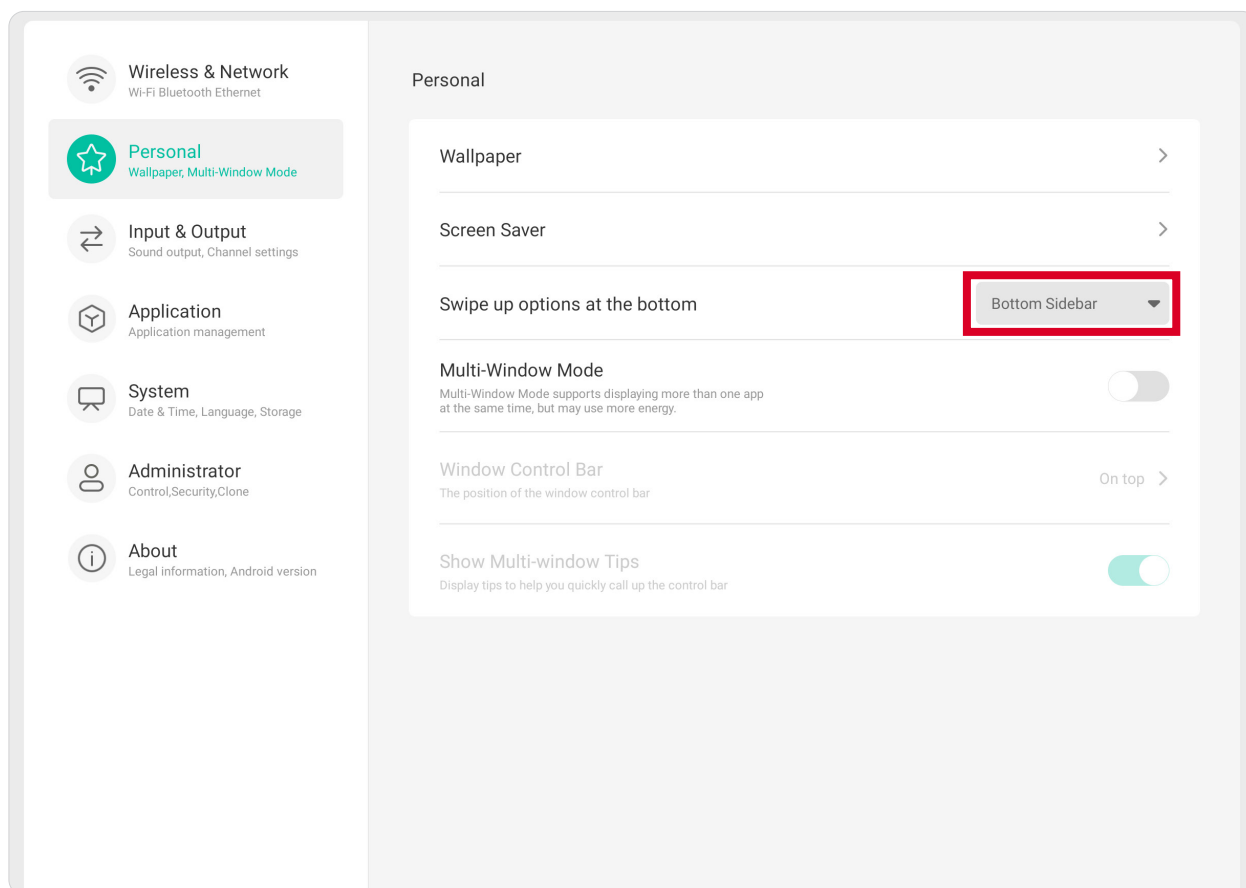 Wireless & Network
Wi-Fi Bluetooth Ethernet
Personal
Wallpaper, Multi-Window Mode
Input & Output
Sound output, Channel settings
Application
Application management
System
Date & Time, Language, Storage
Administrator
Control,Security,Clone
About
Legal information, Android version
Personal
Wallpaper
Screen Saver
Swipe up options at the bottom
Bottom Sidebar
Multi-Window Mode
Multi-Window Mode supports displaying more than one app
at the same time, but may use more energy.
Window Control Bar
The position of the window control bar
On top
Show Multi-window Tips
Display tips to help you quickly call up the control bar